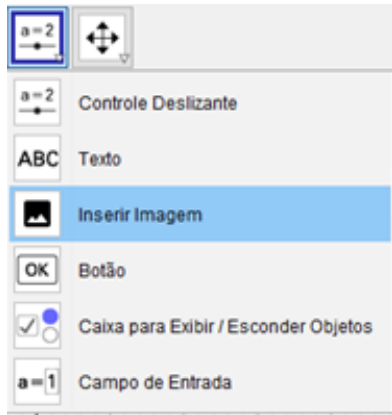 a=2
a=2
Controle Deslizante
ABC Texto
Inserir Imagem
OK Botão
Caixa para Exibir / Esconder Objetos
a=1 Campo de Entrada